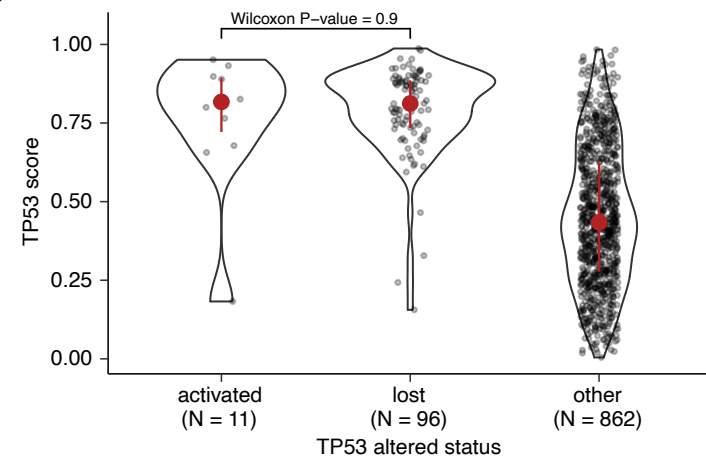 Wilcoxon P−value = 0.9
1.00
0.75
0.50
0.25
0.00
TP53 score
activated
(N = 11)
lost
(N = 96)
other
(N = 862)
TP53 altered status